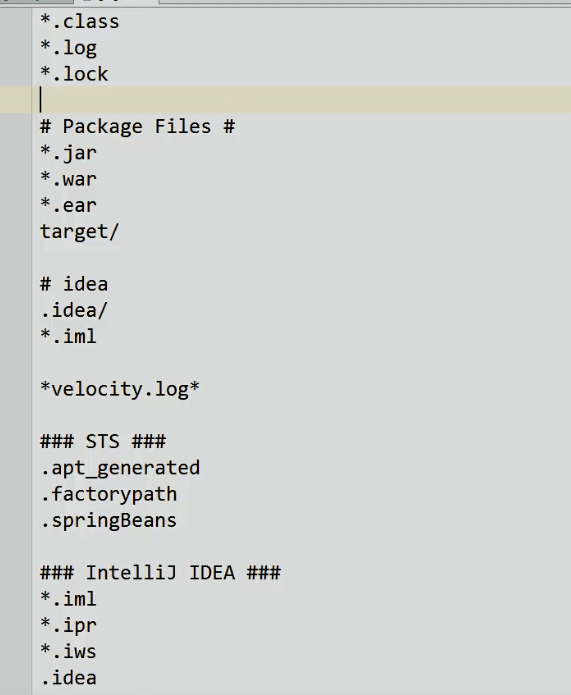 *.class
*.log
*.lock
# Package Files #
*.jar
*.war
*.ear
target/
# idea
.idea/
*.iml
*velocity.log*
### STS ###
.apt_generated
.factorypath
.springBeans
### IntelliJ IDEA ###
*.iml
*.ipr
*.iws
.idea